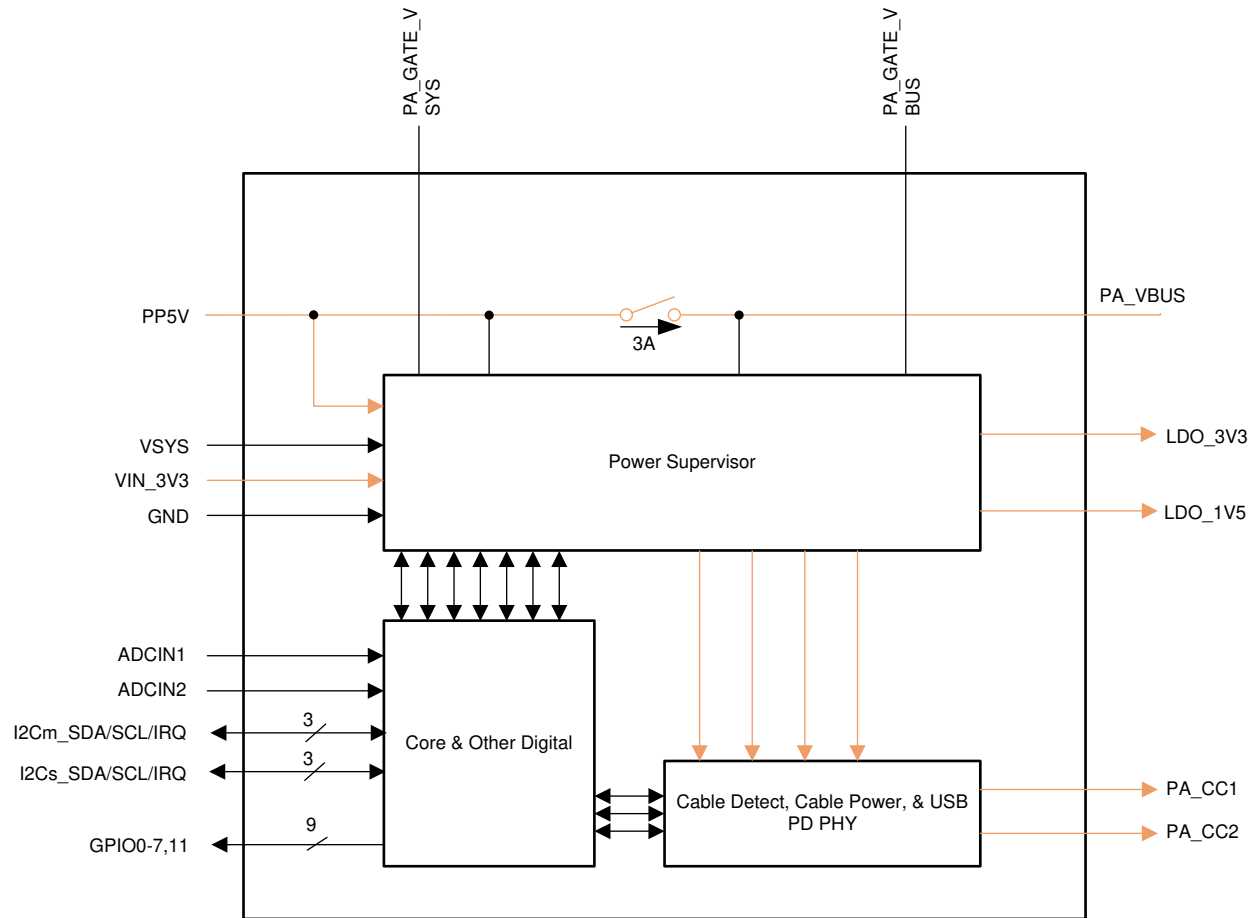 PA_GATE_V
SYS
PA_GATE_V
BUS
PP5V
3A
PA_VBUS
VSYS
VIN_3V3
GND
Power Supervisor
LDO_3V3
LDO_1V5
ADCIN1
ADCIN2
I2Cm_SDA/SCL/IRQ
3
I2Cs_SDA/SCL/IRQ
3
GPIO0-7,11
9
Core & Other Digital
Cable Detect, Cable Power, & USB
PD PHY
PA_CC1
PA_CC2